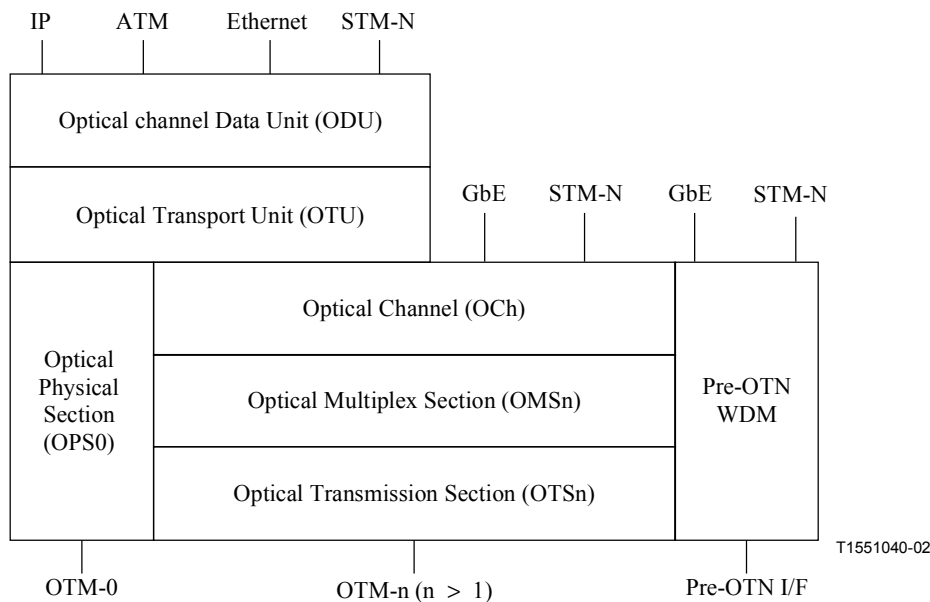 IP ATM Ethernet STM-N
Optical channel Data Unit (ODU)
Optical Transport Unit (OTU)
GbE STM-N GbE STM-N
Optical Channel (OCh)
Optical
Physical
Section
(OPS0)
Optical Multiplex Section (OMSn)
Pre-OTN
WDM
Optical Transmission Section (OTSn)
T1551040-02
OTM-0 OTM-n (n > 1) Pre-OTN I/F